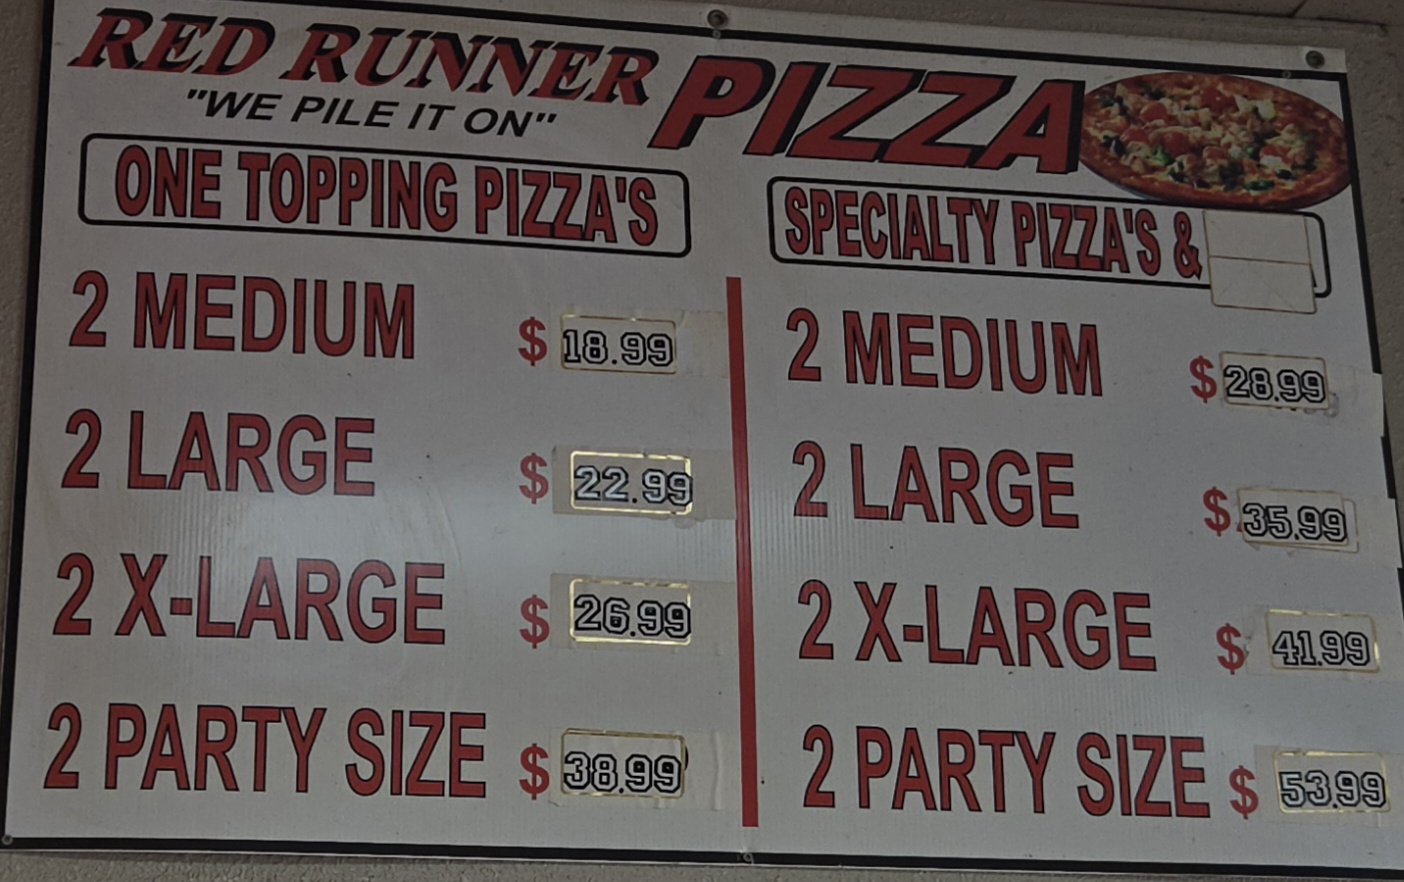 RED RUNNER PIZZA
"WE PILE IT ON"
ONE TOPPING PIZZA'S
2 MEDIUM $ 18.99
2 LARGE $ 22.99
2 X-LARGE $ 26.99
2 PARTY SIZE $ 38.99
SPECIALTY PIZZA'S &
2 MEDIUM $ 28.99
2 LARGE $ 35.99
2 X-LARGE $ 41.99
2 PARTY SIZE $ 53.99